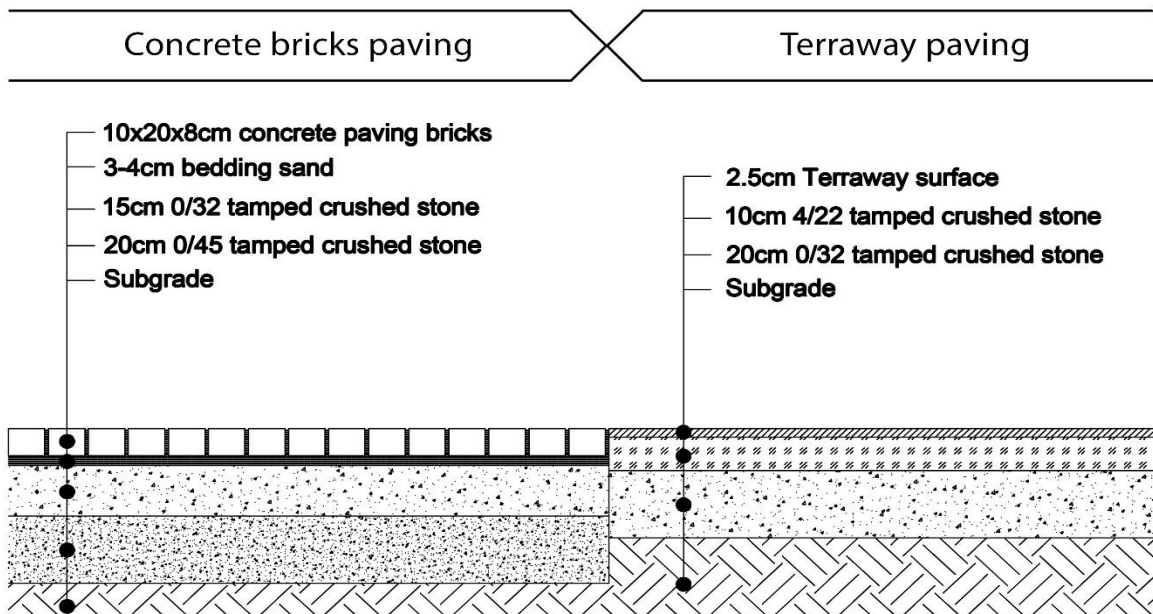 Concrete bricks paving
Terraway paving
10x20x8cm concrete paving bricks
3-4cm bedding sand
15cm 0/32 tamped crushed stone
20cm 0/45 tamped crushed stone
Subgrade
2.5cm Terraway surface
10cm 4/22 tamped crushed stone
20cm 0/32 tamped crushed stone
Subgrade